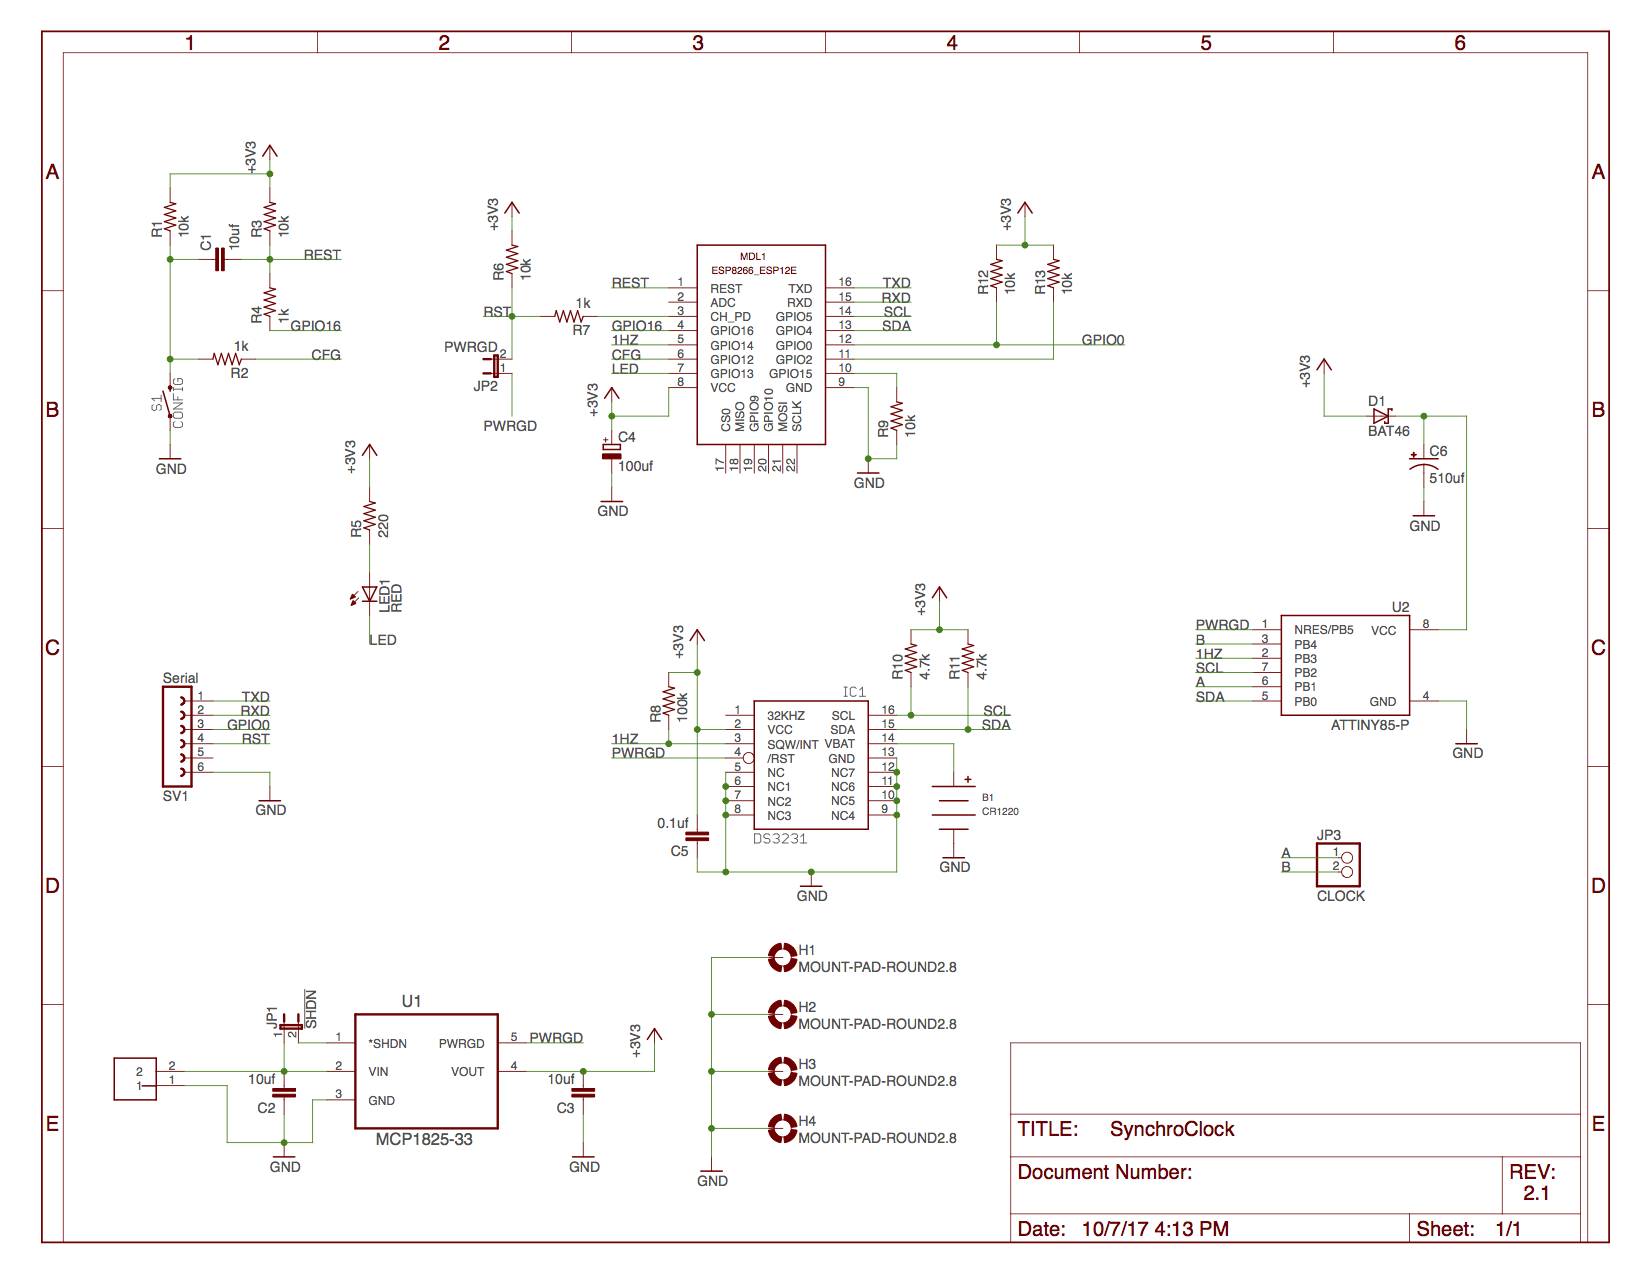 1 2 3 4 5 6
A A
B B
C C
D D
E E
+3V3
R1
10k
C1
10uf
R3
10k
REST
R4
1k
GPIO16
1k
R2
CFG
S1
CONFIG
GND
+3V3
R5
220
LED1
RED
LED
+3V3
R6
10k
RST
1k
R7
PWRGD
2
1
JP2
PWRGD
MDL1
ESP8266_ESP12E
REST 1 REST TXD 16 TXD
2 ADC RXD 15 RXD
3 CH_PD GPIO5 14 SCL
GPIO16 4 GPIO16 GPIO4 13 SDA
1HZ 5 GPIO14 GPIO0 12 GPIO0
CFG 6 GPIO12 GPIO2 11
LED 7 GPIO13 GPIO15 10
8 VCC GND 9
CS0 MISO GPIO9 GPIO10 MOSI SCLK
17 18 19 20 21 22
+3V3
+
C4
100uf
GND
R9
10k
GND
+3V3
R12
10k
R13
10k
+3V3
D1
BAT46
+
C6
510uf
GND
U2
PWRGD 1 NRES/PB5 VCC 8
B 3 PB4
1HZ 2 PB3
SCL 7 PB2
A 6 PB1 GND 4
SDA 5 PB0
ATTINY85-P
GND
Serial
1 TXD
2 RXD
3 GPIO0
4 RST
5
6
SV1
GND
+3V3
R8
100k
+3V3
R10
4.7k
R11
4.7k
IC1
1 32KHZ SCL 16 SCL
2 VCC SDA 15 SDA
1HZ 3 SQW/INT VBAT 14
PWRGD 4 /RST GND 13
5 NC NC7 12
6 NC1 NC6 11
7 NC2 NC5 10
8 NC3 NC4 9
DS3231
0.1uf
C5
GND
+
B1
CR1220
GND
JP3
A 1
B 2
CLOCK
H1
MOUNT-PAD-ROUND2.8
H2
MOUNT-PAD-ROUND2.8
H3
MOUNT-PAD-ROUND2.8
H4
MOUNT-PAD-ROUND2.8
GND
JP1
1
2
SHDN
U1
1 *SHDN PWRGD 5 PWRGD
2 VIN VOUT 4
3 GND
MCP1825-33
2 2
1 1
10uf
C2
GND
10uf
C3
GND
+3V3
TITLE: SynchroClock
Document Number:
REV:
2.1
Date: 10/7/17 4:13 PM
Sheet: 1/1